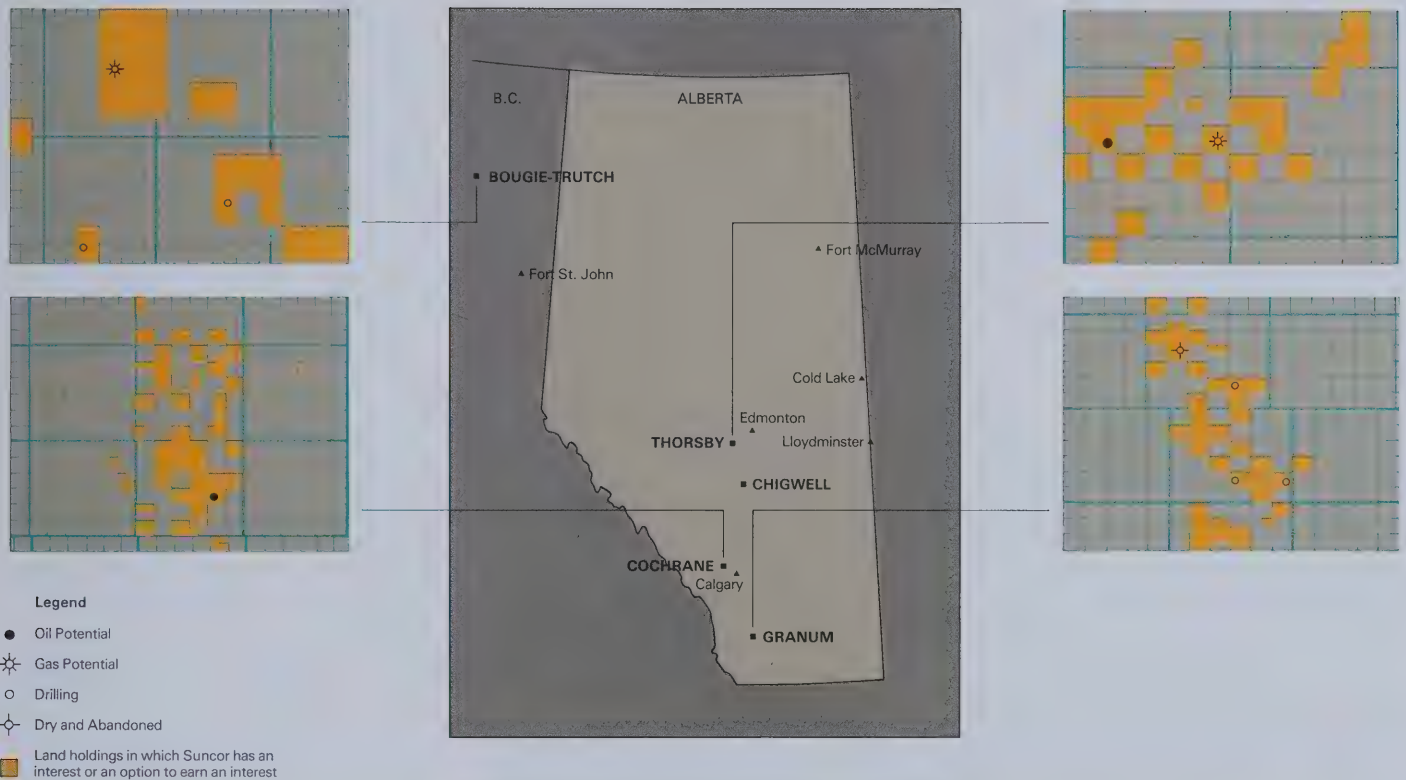 B.C.
ALBERTA
BOUGIE-TRUTCH
Fort McMurray
Fort St. John
Cold Lake
Edmonton
THORSBY
Lloydminster
CHIGWELL
COCHRANE
Calgary
GRANUM
Legend
Oil Potential
Gas Potential
Drilling
Dry and Abandoned
Land holdings in which Suncor has an
interest or an option to earn an interest